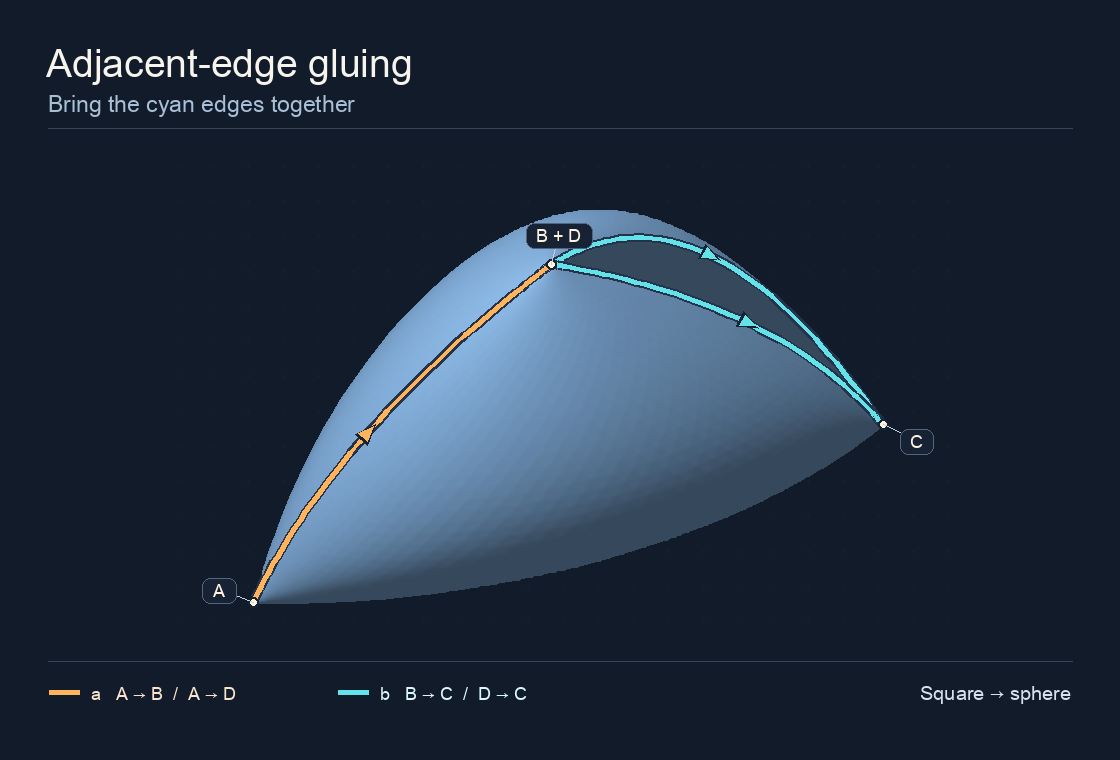 Adjacent-edge gluing
Bring the cyan edges together
B + D
C
A
a A→B / A→D
b B→C / D→C
Square → sphere